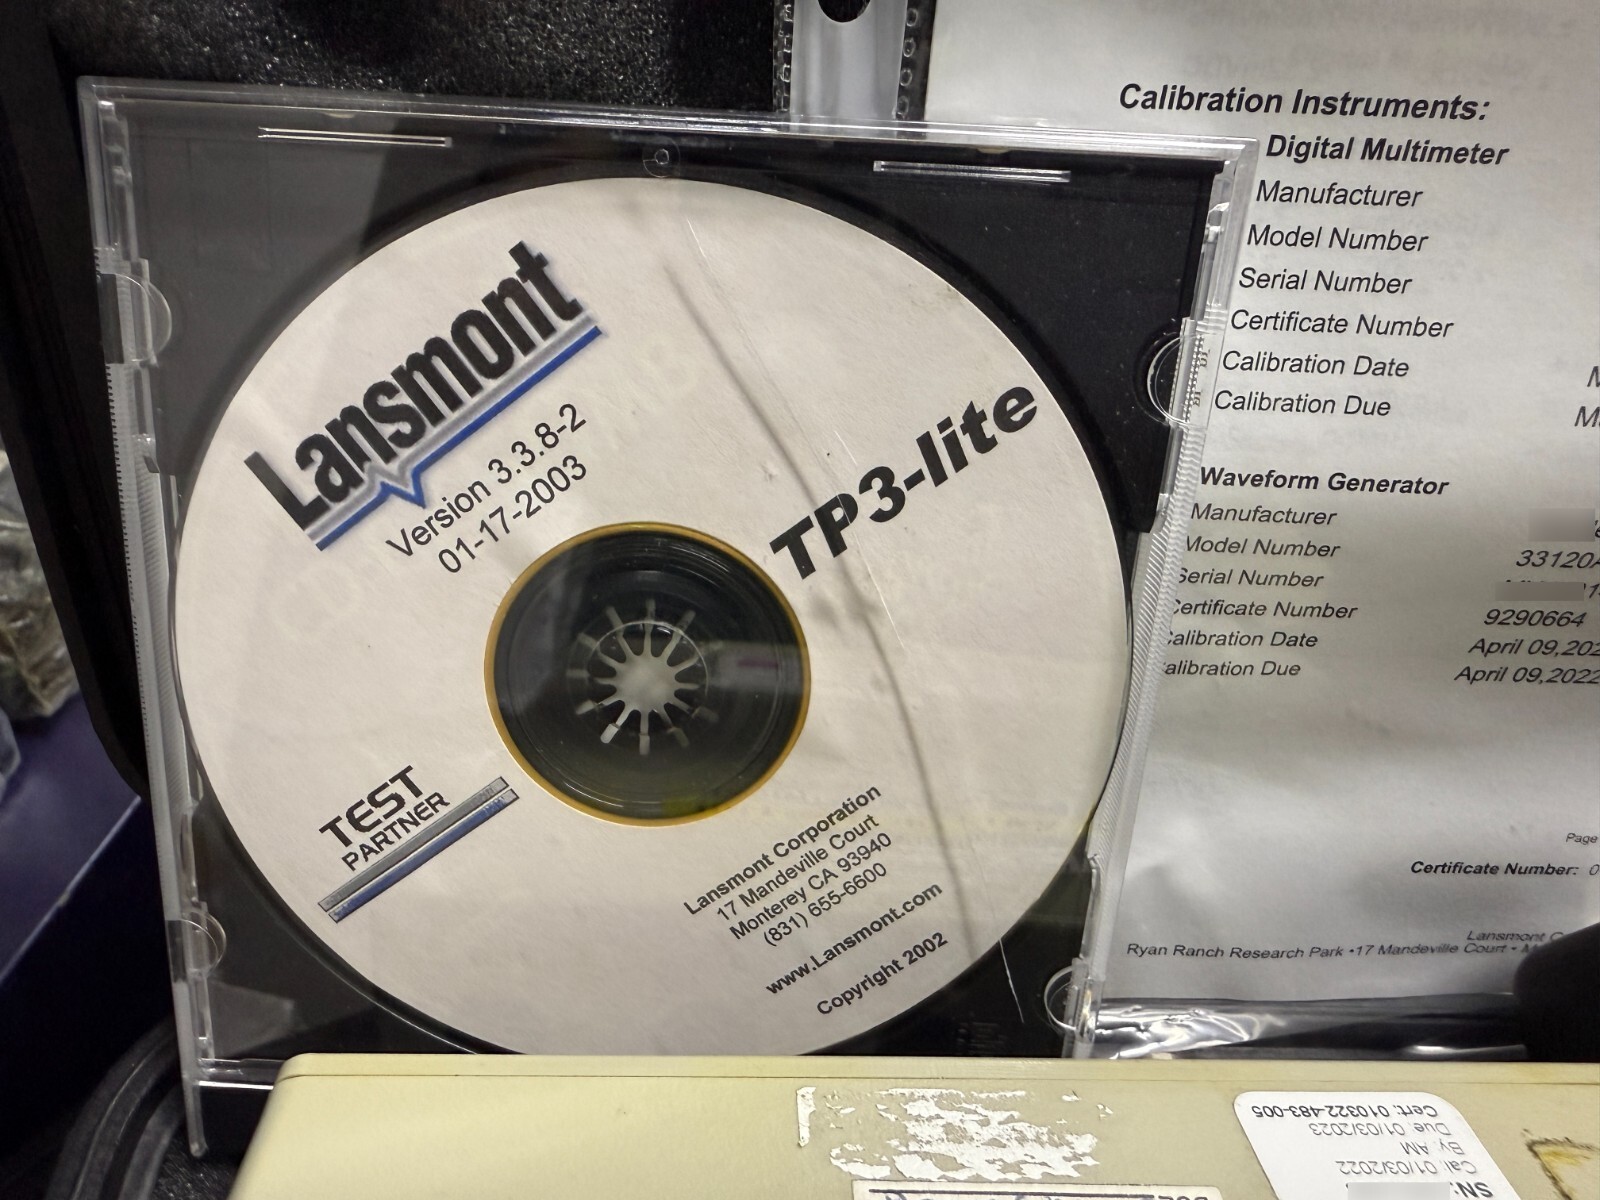 Lansmont
Version 3.3.8-2
01-17-2003
TP3-lite
TEST
PARTNER
Lansmont Corporation
17 Mandeville Court
Monterey CA 93940
(831) 655-6600
www.Lansmont.com
Copyright 2002
Calibration Instruments:
Digital Multimeter
Manufacturer
Model Number
Serial Number
Certificate Number
Calibration Date
Calibration Due
Waveform Generator
Manufacturer
Model Number 33120A
Serial Number
Certificate Number 9290664
Calibration Date April 09,202
Calibration Due April 09,2022
Page
Certificate Number: 0
Lansmont C
Ryan Ranch Research Park •17 Mandeville Court •
SN:
Cal: 01/03/2022
By: AM
Due: 01/03/2023
Cert: 010322-483-005